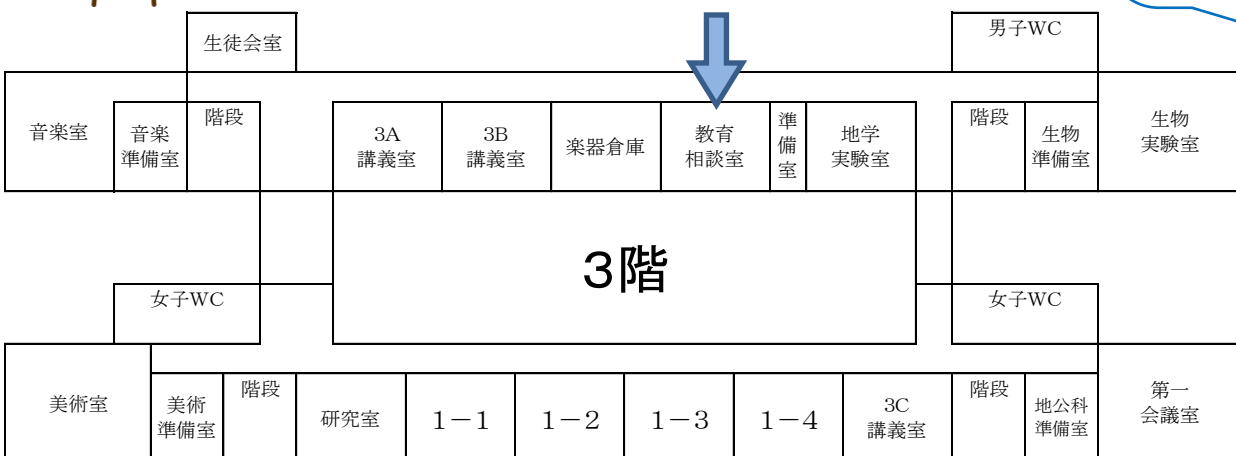 生徒会室
男子WC
音楽室
音楽
準備室
階段
3A
講義室
3B
講義室
楽器倉庫
教育
相談室
準
備
室
地学
実験室
階段
生物
準備室
生物
実験室
3階
女子WC
女子WC
美術室
美術
準備室
階段
研究室
1-1
1-2
1-3
1-4
3C
講義室
階段
地公科
準備室
第一
会議室